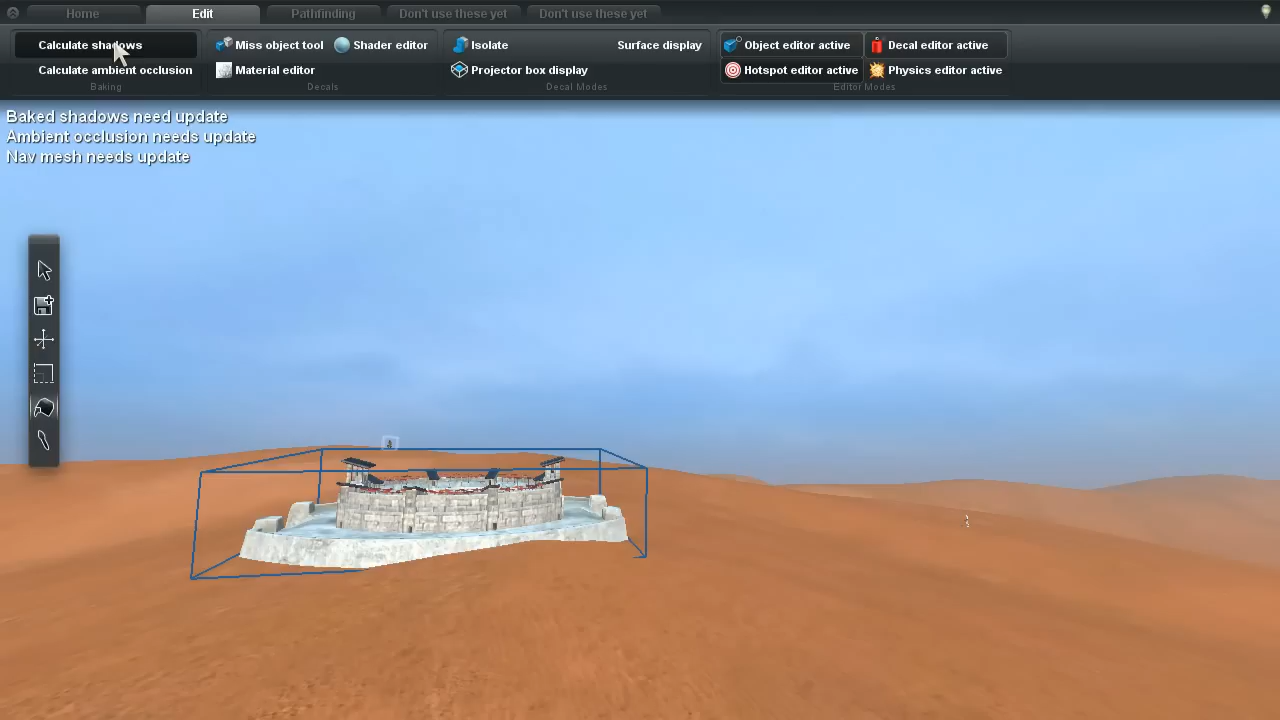 Home Edit Pathfinding Don't use these yet Don't use these yet
Calculate shadows Miss object tool Shader editor Isolate Surface display Object editor active Decal editor active
Calculate ambient occlusion Material editor Projector box display Hotspot editor active Physics editor active
Baking Decals Decal Modes Editor Modes
Baked shadows need update
Ambient occlusion needs update
Nav mesh needs update